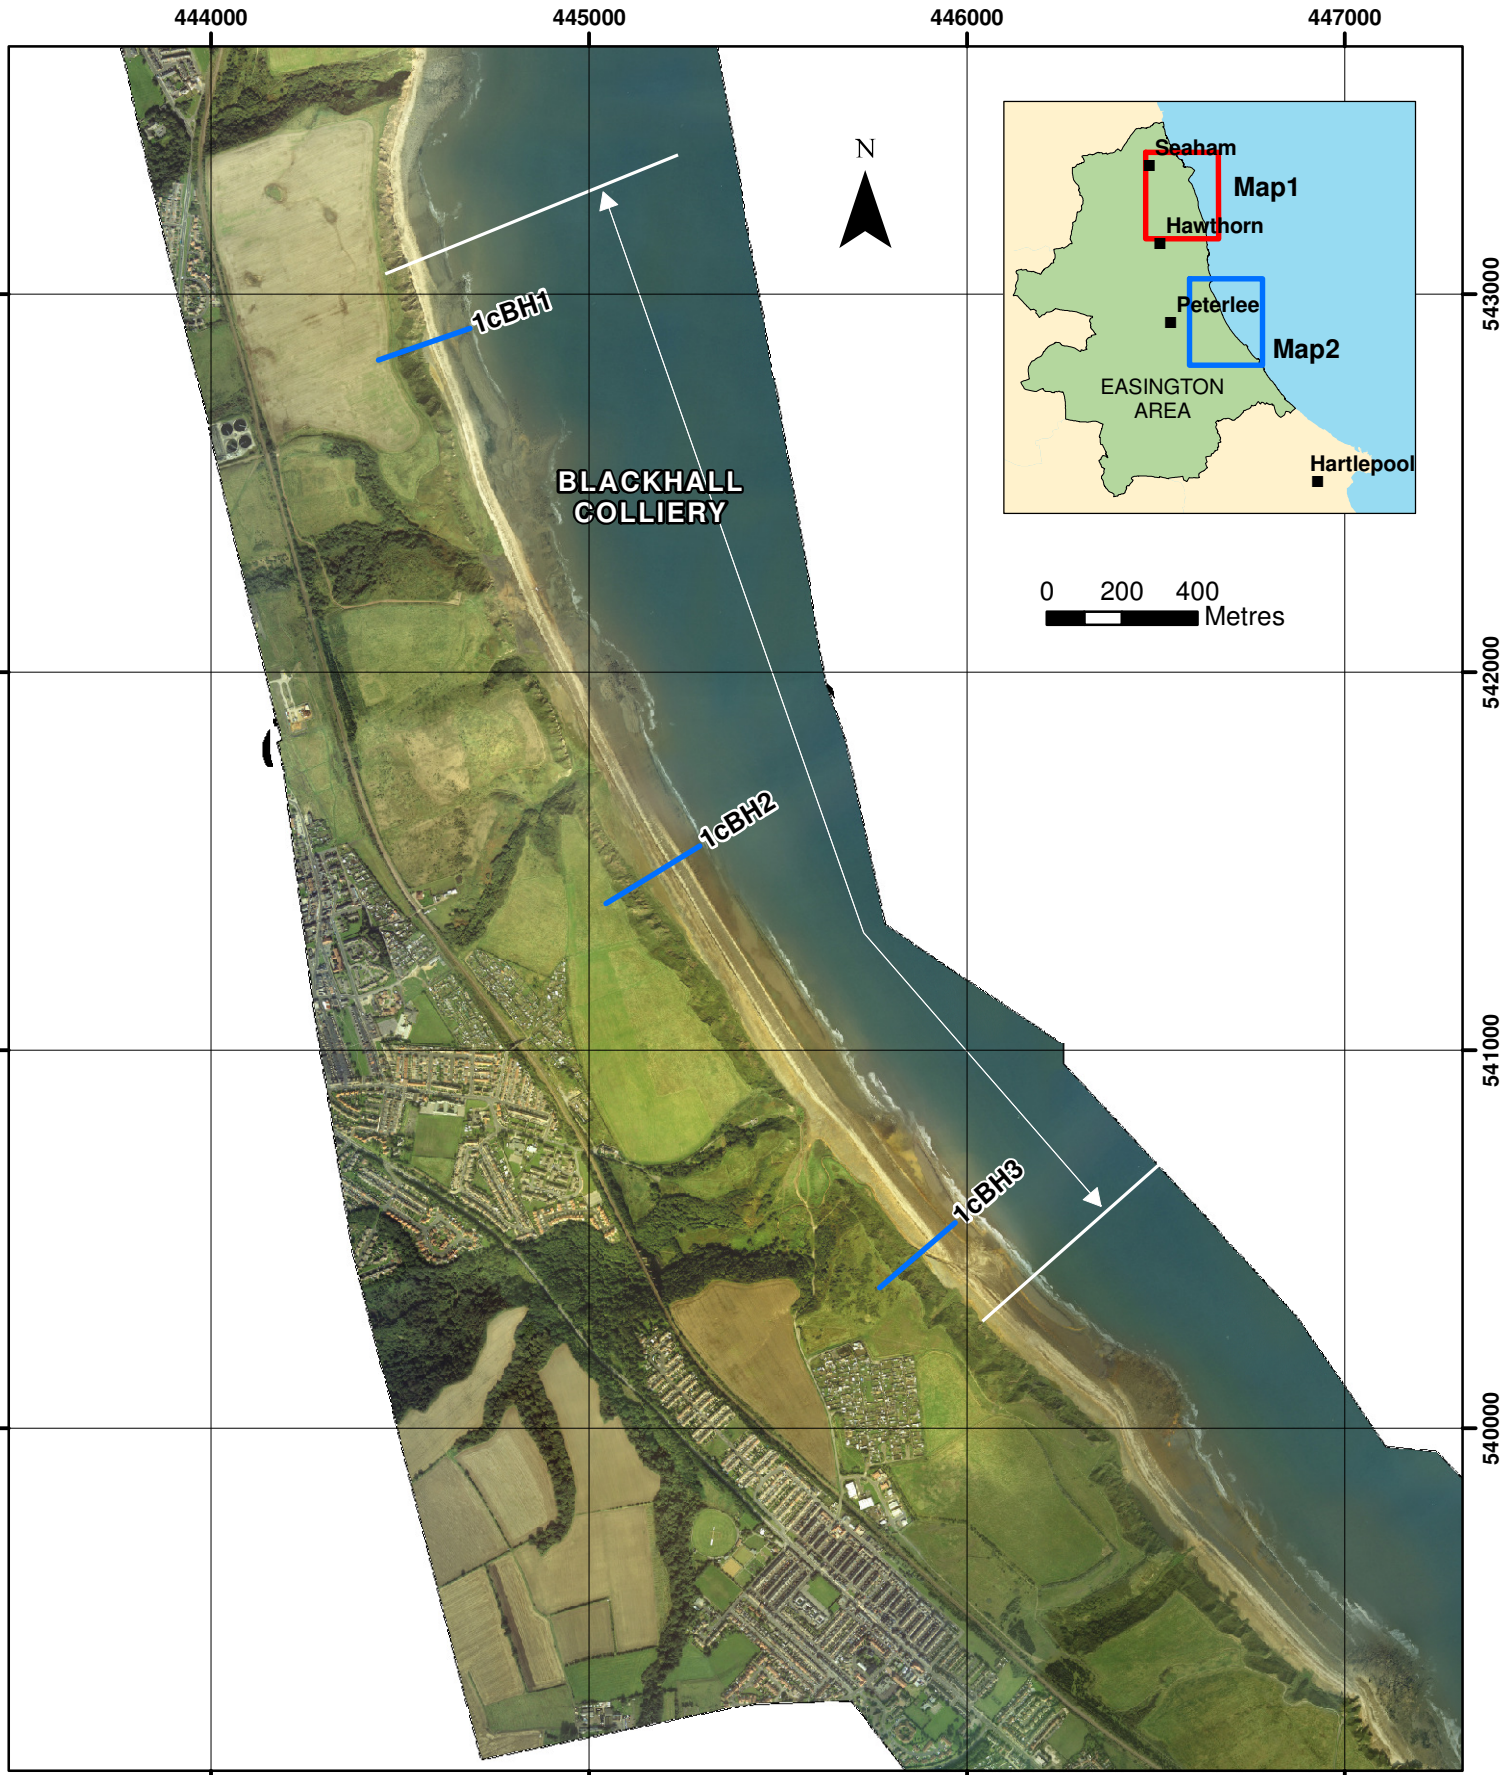 444000 445000 446000 447000
N
Seaham
Map1
Hawthorn
Peterlee
Map2
EASINGTON
AREA
Hartlepool
543000
1cBH1
BLACKHALL
COLLIERY
0 200 400
Metres
542000
1cBH2
541000
1cBH3
540000